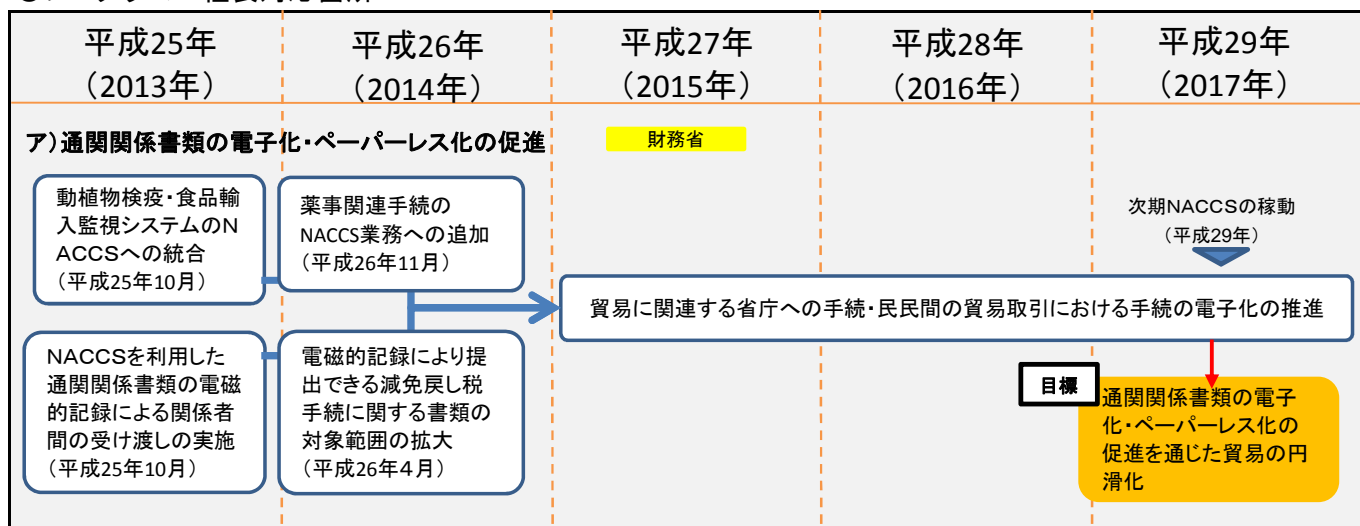 平成25年
(2013年)
平成26年
(2014年)
平成27年
(2015年)
平成28年
(2016年)
平成29年
(2017年)
ア)通関関係書類の電子化・ペーパーレス化の促進
財務省
動植物検疫・食品輸
入監視システムのN
ACCSへの統合
(平成25年10月)
薬事関連手続の
NACCS業務への追加
(平成26年11月)
次期NACCSの稼動
(平成29年)
貿易に関連する省庁への手続・民民間の貿易取引における手続の電子化の推進
NACCSを利用した
通関関係書類の電磁
的記録による関係者
間の受け渡しの実施
(平成25年10月)
電磁的記録により提
出できる減免戻し税
手続に関する書類の
対象範囲の拡大
(平成26年4月)
目標
通関関係書類の電子
化・ペーパーレス化の
促進を通じた貿易の円
滑化